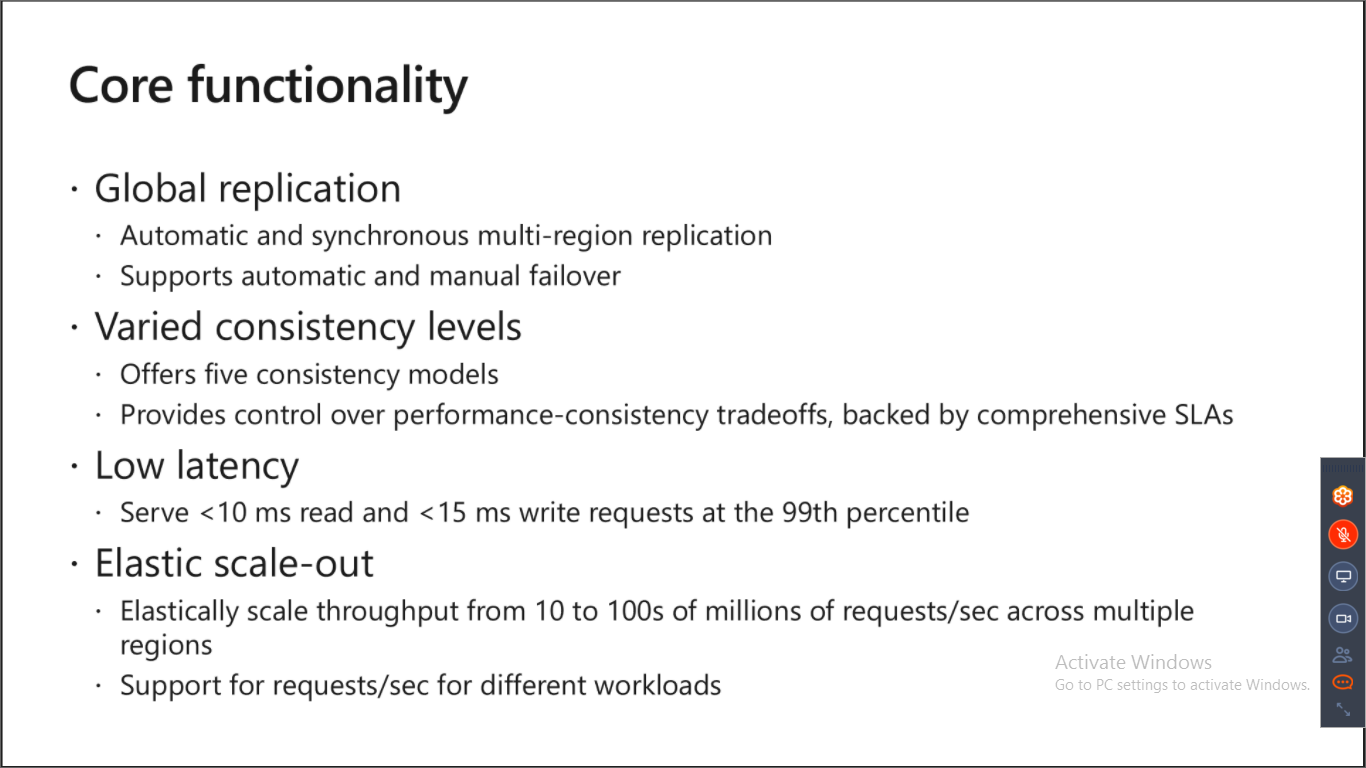 Core functionality
· Global replication
· Automatic and synchronous multi-region replication
· Supports automatic and manual failover
· Varied consistency levels
· Offers five consistency models
· Provides control over performance-consistency tradeoffs, backed by comprehensive SLAs
· Low latency
· Serve <10 ms read and <15 ms write requests at the 99th percentile
· Elastic scale-out
· Elastically scale throughput from 10 to 100s of millions of requests/sec across multiple
regions
· Support for requests/sec for different workloads
Activate Windows
Go to PC settings to activate Windows.